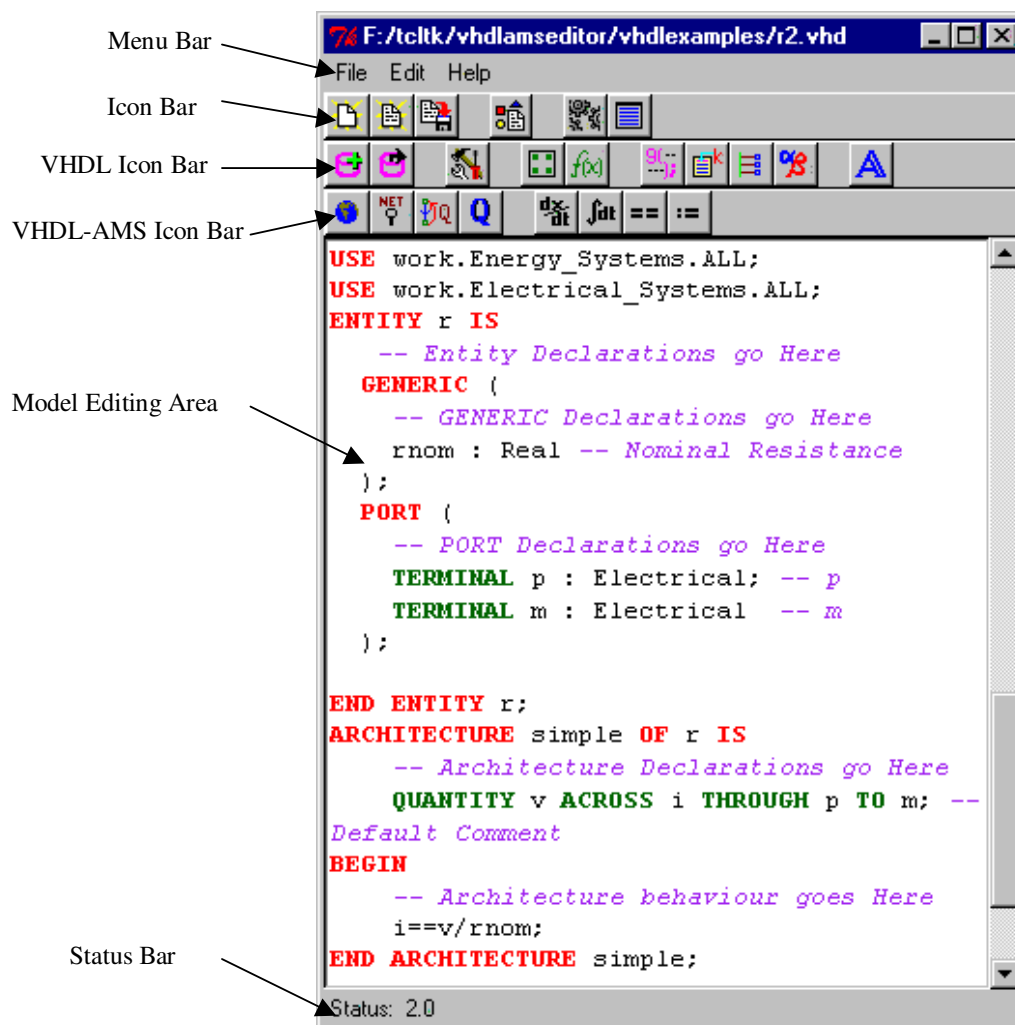 Menu Bar
Icon Bar
VHDL Icon Bar
VHDL-AMS Icon Bar
Model Editing Area
Status Bar
F:/tcltk/vhdlamseditor/vhdlexamples/r2.vhd
File Edit Help
f(x) g(--
---); k α/β A
NET Q Q dx/dt ∫dt == :=
USE work.Energy_Systems.ALL;
USE work.Electrical_Systems.ALL;
ENTITY r IS
-- Entity Declarations go Here
GENERIC (
-- GENERIC Declarations go Here
rnom : Real -- Nominal Resistance
);
PORT (
-- PORT Declarations go Here
TERMINAL p : Electrical; -- p
TERMINAL m : Electrical -- m
);
END ENTITY r;
ARCHITECTURE simple OF r IS
-- Architecture Declarations go Here
QUANTITY v ACROSS i THROUGH p TO m; --
Default Comment
BEGIN
-- Architecture behaviour goes Here
i==v/rnom;
END ARCHITECTURE simple;
Status: 2.0